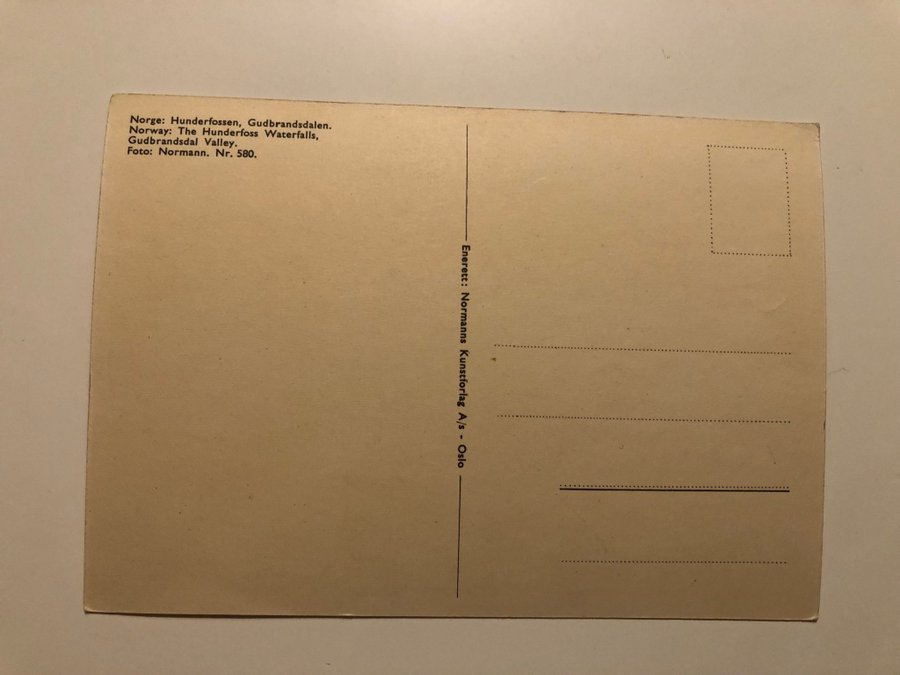 Norge: Hunderfossen, Gudbrandsdalen.
Norway: The Hunderfoss Waterfalls,
Gudbrandsdal Valley.
Foto: Normann. Nr. 580.
Enerett: Normanns Kunstforlag A/s - Oslo